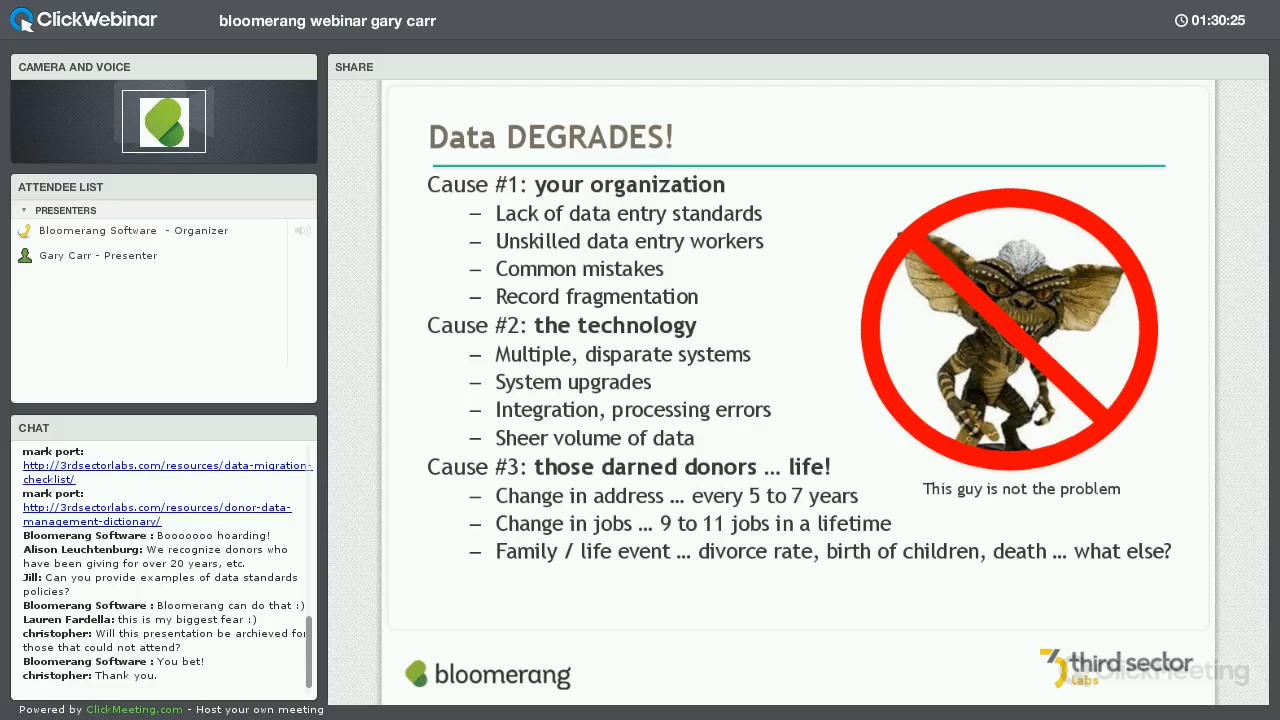 ClickWebinar
bloomerang webinar gary carr
01:30:25
CAMERA AND VOICE
ATTENDEE LIST
PRESENTERS
Bloomerang Software - Organizer
Gary Carr - Presenter
CHAT
mark port:
http://3rdsectorlabs.com/resources/data-migration-
checklist/
mark port:
http://3rdsectorlabs.com/resources/donor-data-
management-dictionary/
Bloomerang Software : Booooooo hoarding!
Alison Leuchtenburg: We recognize donors who
have been giving for over 20 years, etc.
Jill: Can you provide examples of data standards
policies?
Bloomerang Software : Bloomerang can do that :)
Lauren Fardella: this is my biggest fear :)
christopher: Will this presentation be archieved for
those that could not attend?
Bloomerang Software : You bet!
christopher: Thank you.
Powered by ClickMeeting.com - Host your own meeting
SHARE
Data DEGRADES!
Cause #1: your organization
– Lack of data entry standards
– Unskilled data entry workers
– Common mistakes
– Record fragmentation
Cause #2: the technology
– Multiple, disparate systems
– System upgrades
– Integration, processing errors
– Sheer volume of data
Cause #3: those darned donors … life!
– Change in address … every 5 to 7 years
– Change in jobs … 9 to 11 jobs in a lifetime
– Family / life event … divorce rate, birth of children, death … what else?
This guy is not the problem
bloomerang
third sector
labs
ClickMeeting